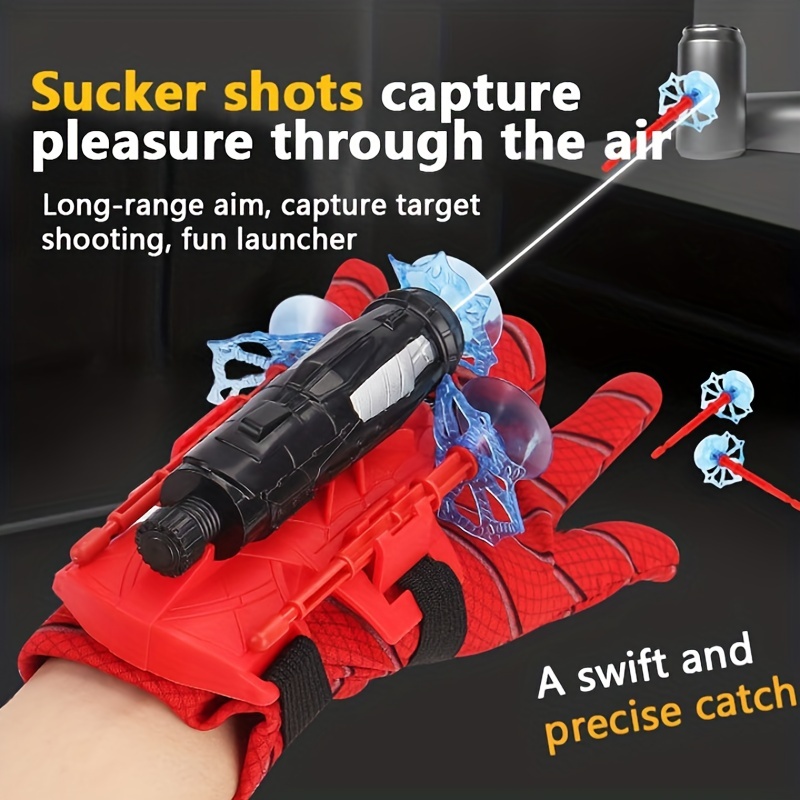 Sucker shots capture
pleasure through the air
Long-range aim, capture target
shooting, fun launcher
A swift and
precise catch